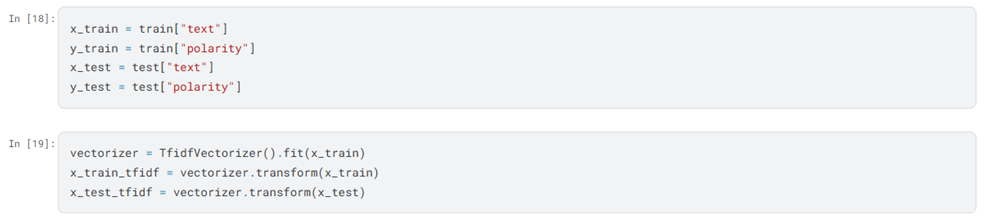 In [18]:
x_train = train["text"]
y_train = train["polarity"]
x_test = test["text"]
y_test = test["polarity"]
In [19]:
vectorizer = TfidfVectorizer().fit(x_train)
x_train_tfidf = vectorizer.transform(x_train)
x_test_tfidf = vectorizer.transform(x_test)